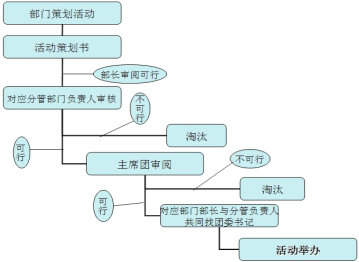 部门策划活动
活动策划书
部长审阅可行
对应分管部门负责人审核
不可行
淘汰
可行
主席团审阅
不可行
淘汰
可行
对应部门部长与分管负责人
共同找团委书记
活动举办